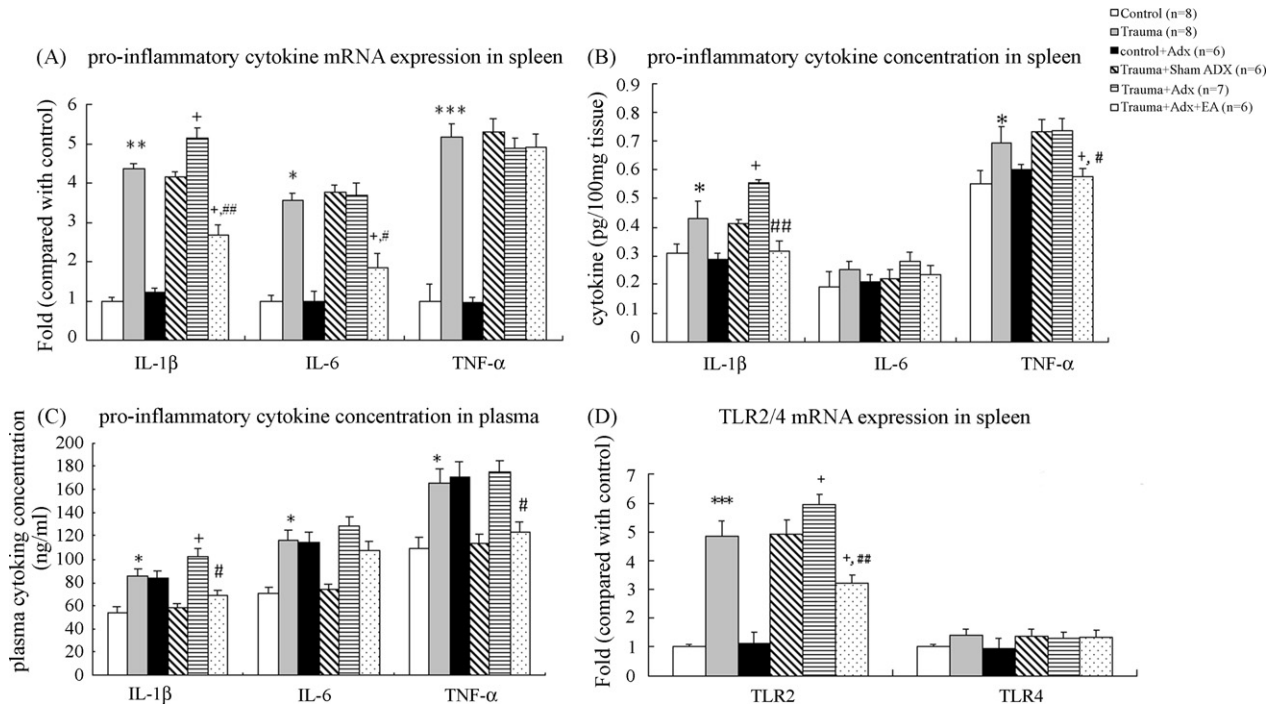 Control (n=8)
Trauma (n=8)
control+Adx (n=6)
Trauma+Sham ADX (n=6)
Trauma+Adx (n=7)
Trauma+Adx+EA (n=6)
(A) pro-inflammatory cytokine mRNA expression in spleen
Fold (compared with control)
6
5
4
3
2
1
0
**
+
+,##
*
+,#
***
IL-1β IL-6 TNF-α
(B) pro-inflammatory cytokine concentration in spleen
cytokine (pg/100mg tissue)
0.9
0.8
0.7
0.6
0.5
0.4
0.3
0.2
0.1
0
*
+
##
*
+, #
IL-1β IL-6 TNF-α
(C) pro-inflammatory cytokine concentration in plasma
plasma cytoking concentration
(ng/ml)
200
180
160
140
120
100
80
60
40
20
0
*
+
#
*
*
#
IL-1β IL-6 TNF-α
(D) TLR2/4 mRNA expression in spleen
Fold (compared with control)
7
6
5
4
3
2
1
0
***
+
+, ##
TLR2 TLR4